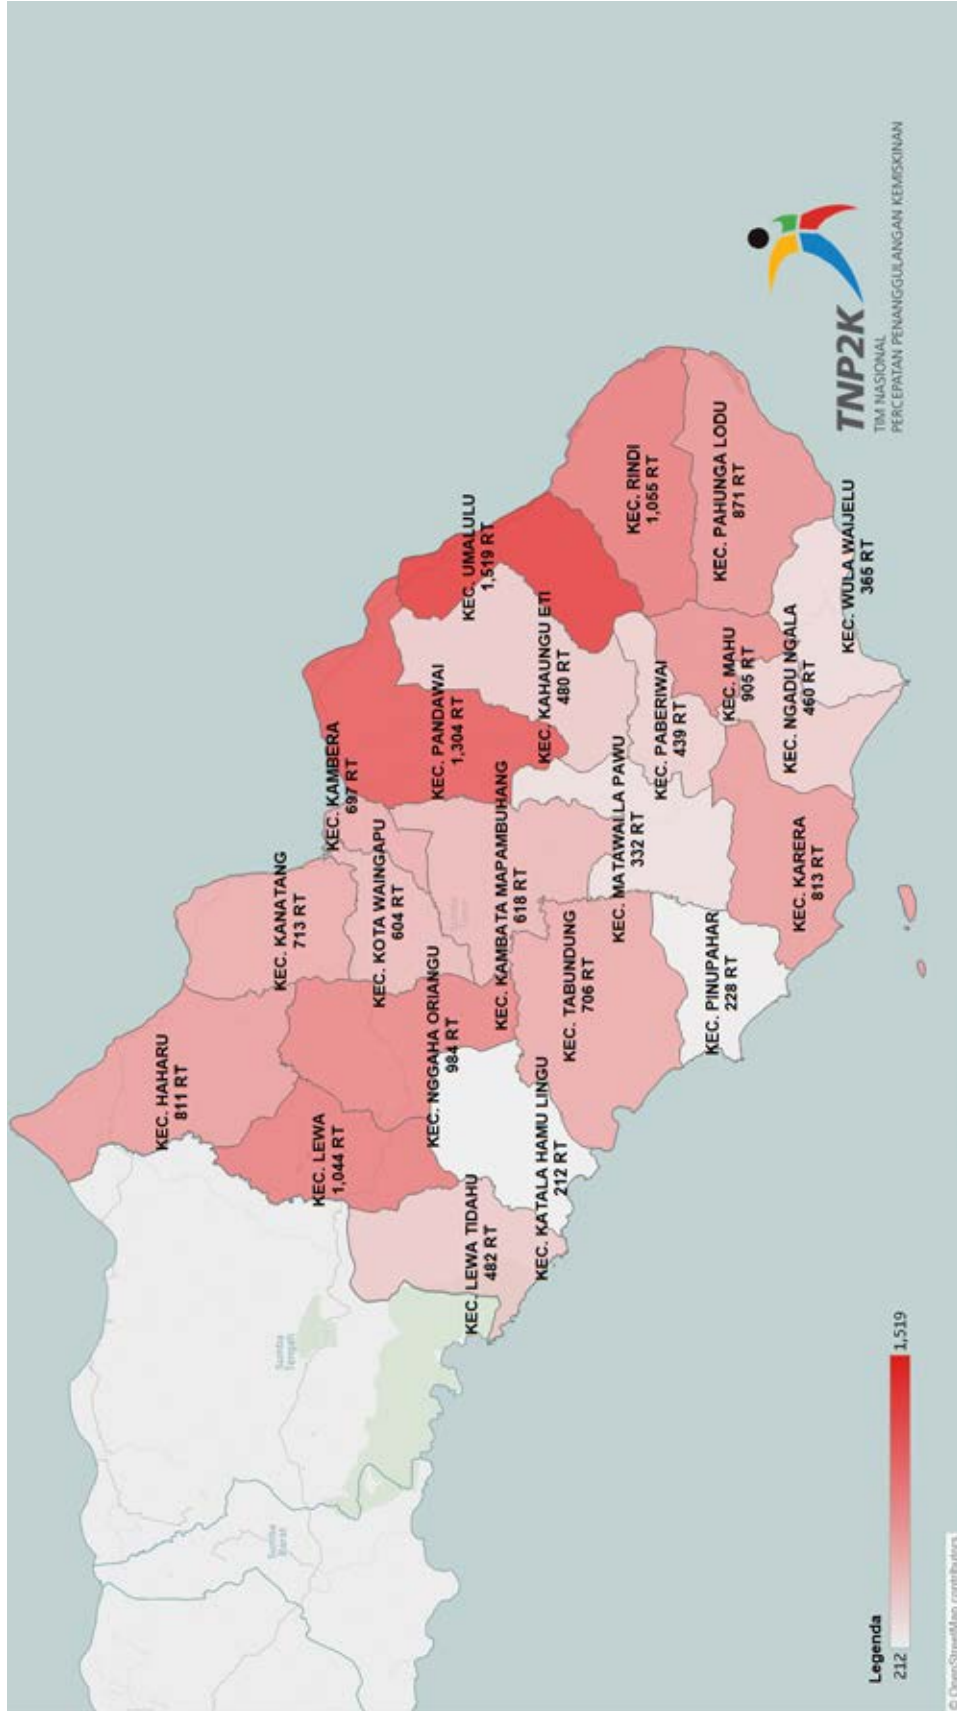 KEC. HAHARU
811 RT
KEC. KANATANG
713 RT
KEC. LEWA
1,044 RT
KEC. KAMBERA
697 RT
KEC. KOTA WAINGAPU
604 RT
KEC. NGGAHA ORIANGU
984 RT
KEC. PANDAWAI
1,304 RT
KEC. UMALULU
1,519 RT
KEC. LEWA TIDAHU
482 RT
KEC. KAMBATA MAPAMBUHANG
618 RT
KEC. KATALA HAMU LINGU
212 RT
KEC. KAHAUNGU ETI
480 RT
KEC. TABUNDUNG
706 RT
KEC. MATAWAI LA PAWU
332 RT
KEC. RINDI
1,055 RT
KEC. PABERIWAI
439 RT
KEC. PINUPAHAR
228 RT
KEC. PAHUNGA LODU
871 RT
KEC. MAHU
905 RT
KEC. NGADU NGALA
460 RT
KEC. KARERA
813 RT
KEC. WULA WAIJELU
365 RT
Sumba
Tengah
Sumba
Barat
Legenda
212 1,519
TNP2K
TIM NASIONAL
PERCEPATAN PENANGGULANGAN KEMISKINAN
© OpenStreetMap contributors